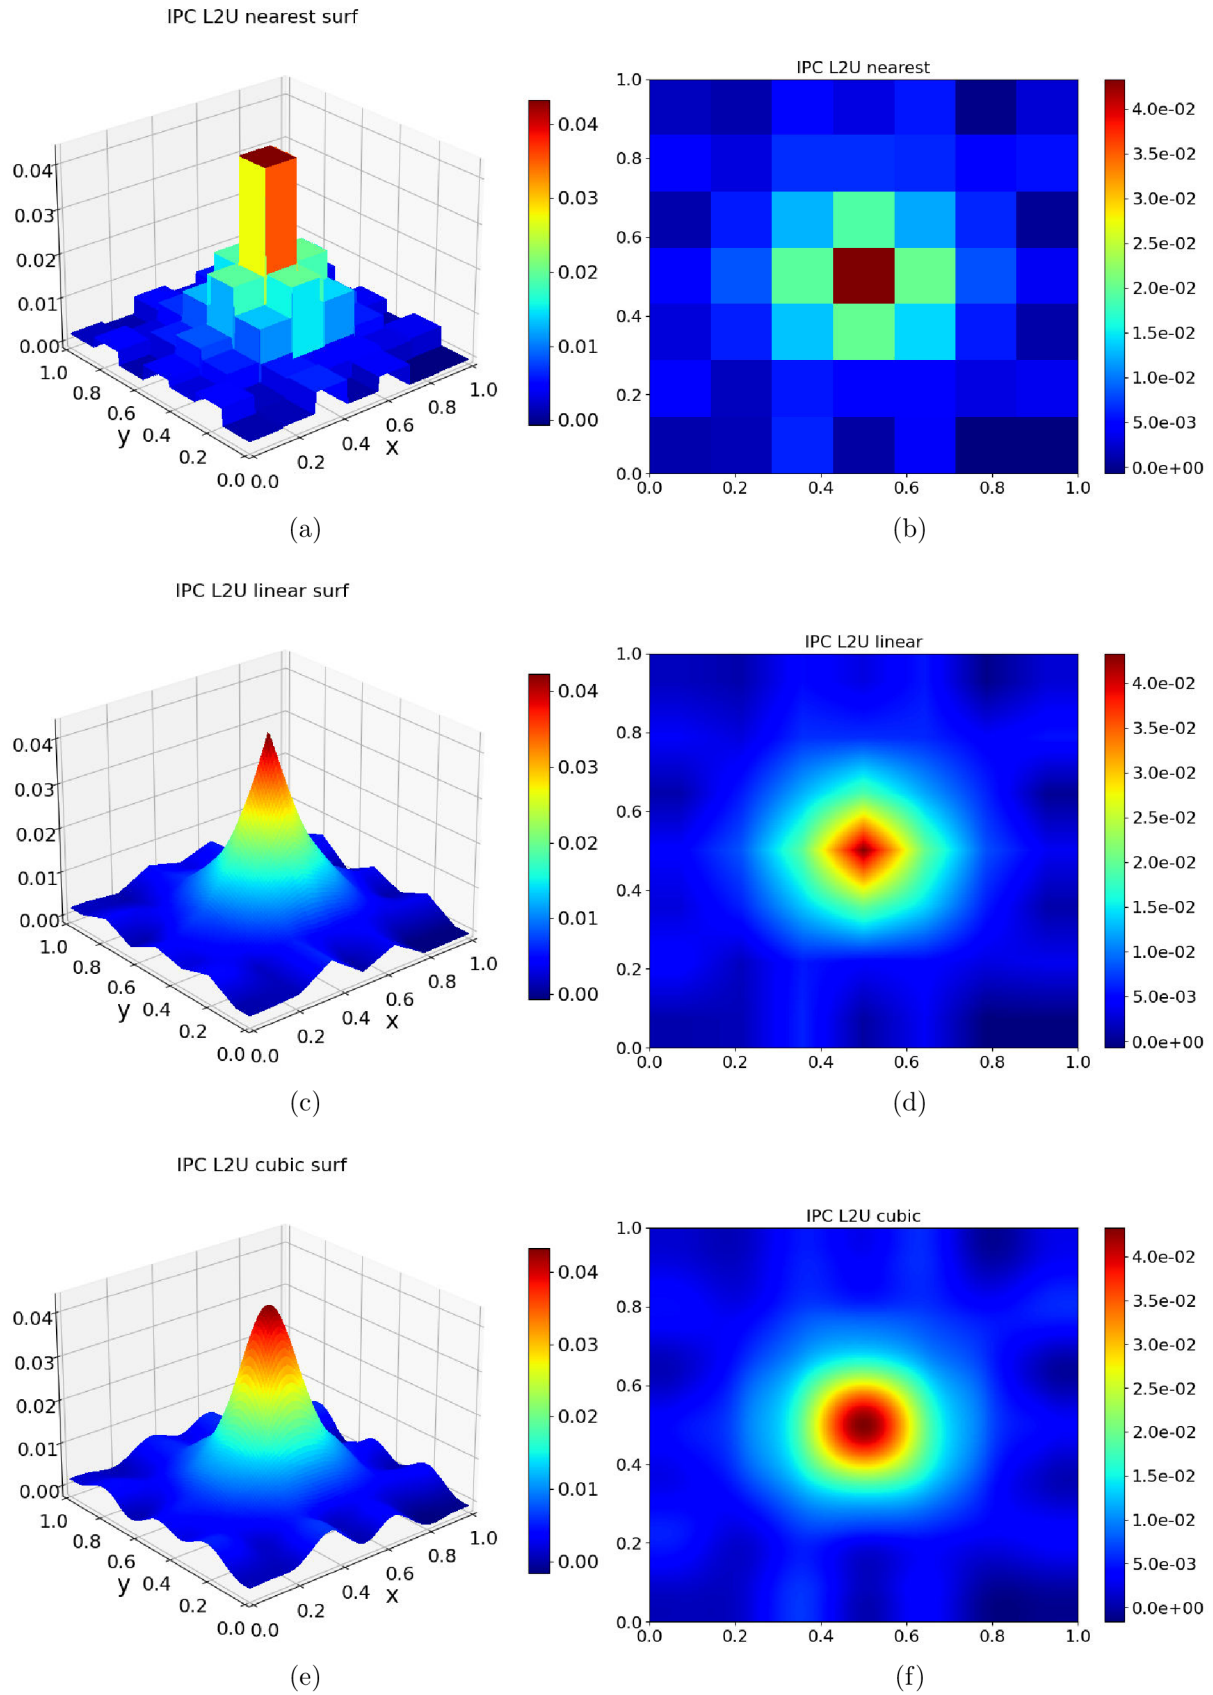 IPC L2U nearest surf
0.04
0.03
0.02
0.01
0.00
1.0
0.8
0.6
0.4
0.2
0.0
y
0.0
0.2
0.4
0.6
0.8
1.0
x
0.04
0.03
0.02
0.01
0.00
(a)
IPC L2U nearest
1.0
0.8
0.6
0.4
0.2
0.0
0.0 0.2 0.4 0.6 0.8 1.0
4.0e-02
3.5e-02
3.0e-02
2.5e-02
2.0e-02
1.5e-02
1.0e-02
5.0e-03
0.0e+00
(b)
IPC L2U linear surf
0.04
0.03
0.02
0.01
0.00
1.0
0.8
0.6
0.4
0.2
0.0
y
0.0
0.2
0.4
0.6
0.8
1.0
x
0.04
0.03
0.02
0.01
0.00
(c)
IPC L2U linear
1.0
0.8
0.6
0.4
0.2
0.0
0.0 0.2 0.4 0.6 0.8 1.0
4.0e-02
3.5e-02
3.0e-02
2.5e-02
2.0e-02
1.5e-02
1.0e-02
5.0e-03
0.0e+00
(d)
IPC L2U cubic surf
0.04
0.03
0.02
0.01
0.00
1.0
0.8
0.6
0.4
0.2
0.0
y
0.0
0.2
0.4
0.6
0.8
1.0
x
0.04
0.03
0.02
0.01
0.00
(e)
IPC L2U cubic
1.0
0.8
0.6
0.4
0.2
0.0
0.0 0.2 0.4 0.6 0.8 1.0
4.0e-02
3.5e-02
3.0e-02
2.5e-02
2.0e-02
1.5e-02
1.0e-02
5.0e-03
0.0e+00
(f)